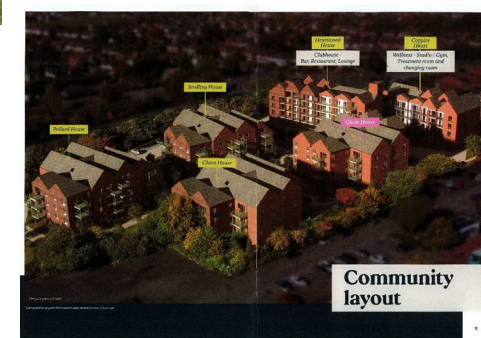 Heartwood
House
Clubhouse -
Bar, Restaurant, Lounge
Coppice
House
Wellness - Studio / Gym,
Treatment room and
changing room
Seedling House
Glade House
Pollard House
Chase House
Community
layout